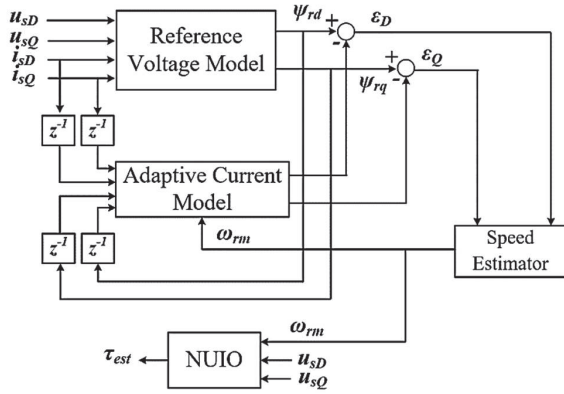 u_sD
u_sQ
i_sD
i_sQ
Reference
Voltage Model
ψ_rd
+
-
ε_D
ψ_rq
+
-
ε_Q
z⁻¹
z⁻¹
Adaptive Current
Model
z⁻¹
z⁻¹
ω_rm
Speed
Estimator
ω_rm
τ_est
NUIO
u_sD
u_sQ